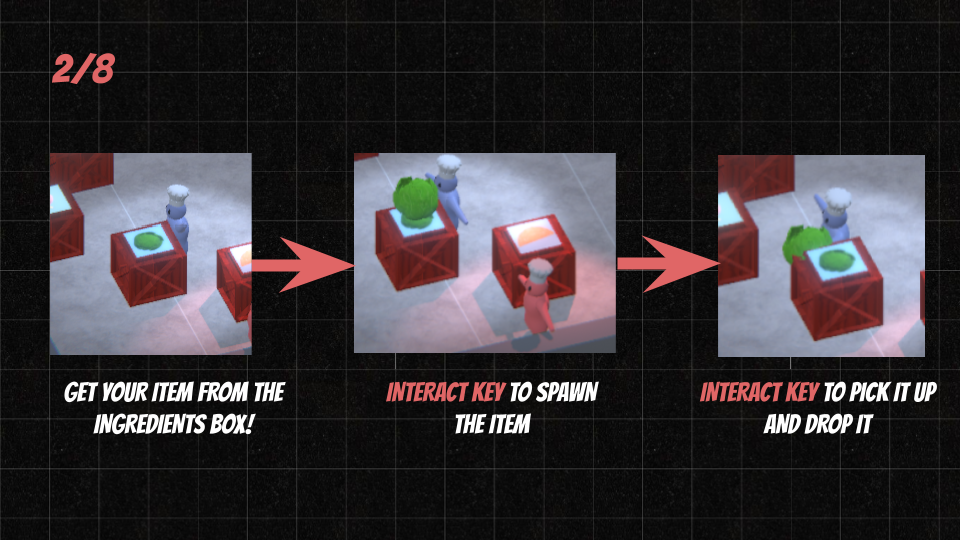 2/8
GET YOUR ITEM FROM THE
INGREDIENTS BOX!
INTERACT KEY TO SPAWN
THE ITEM
INTERACT KEY TO PICK IT UP
AND DROP IT